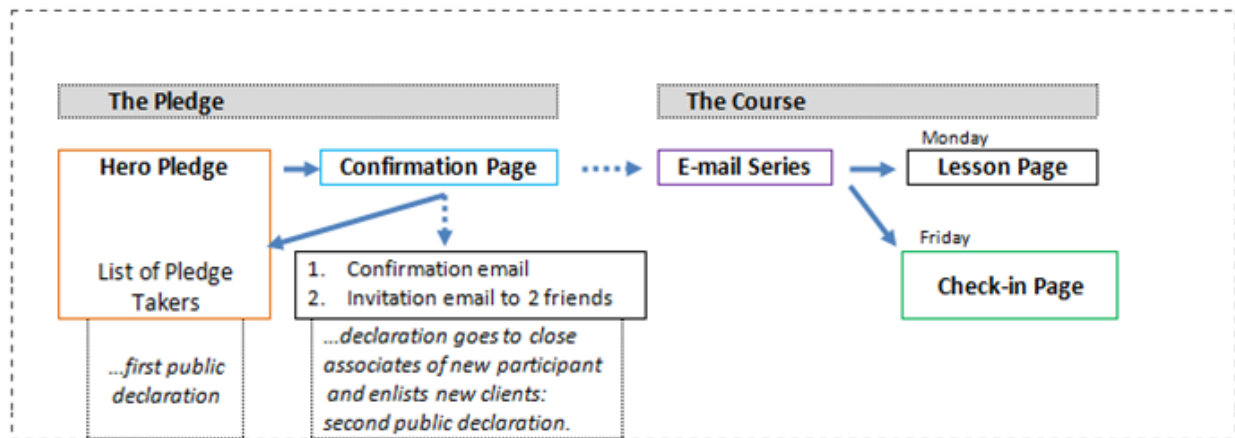 The Pledge
The Course
Hero Pledge
Confirmation Page
E-mail Series
Monday
Lesson Page
List of Pledge
Takers
1. Confirmation email
2. Invitation email to 2 friends
Friday
Check-in Page
...first public
declaration
...declaration goes to close
associates of new participant
and enlists new clients:
second public declaration.